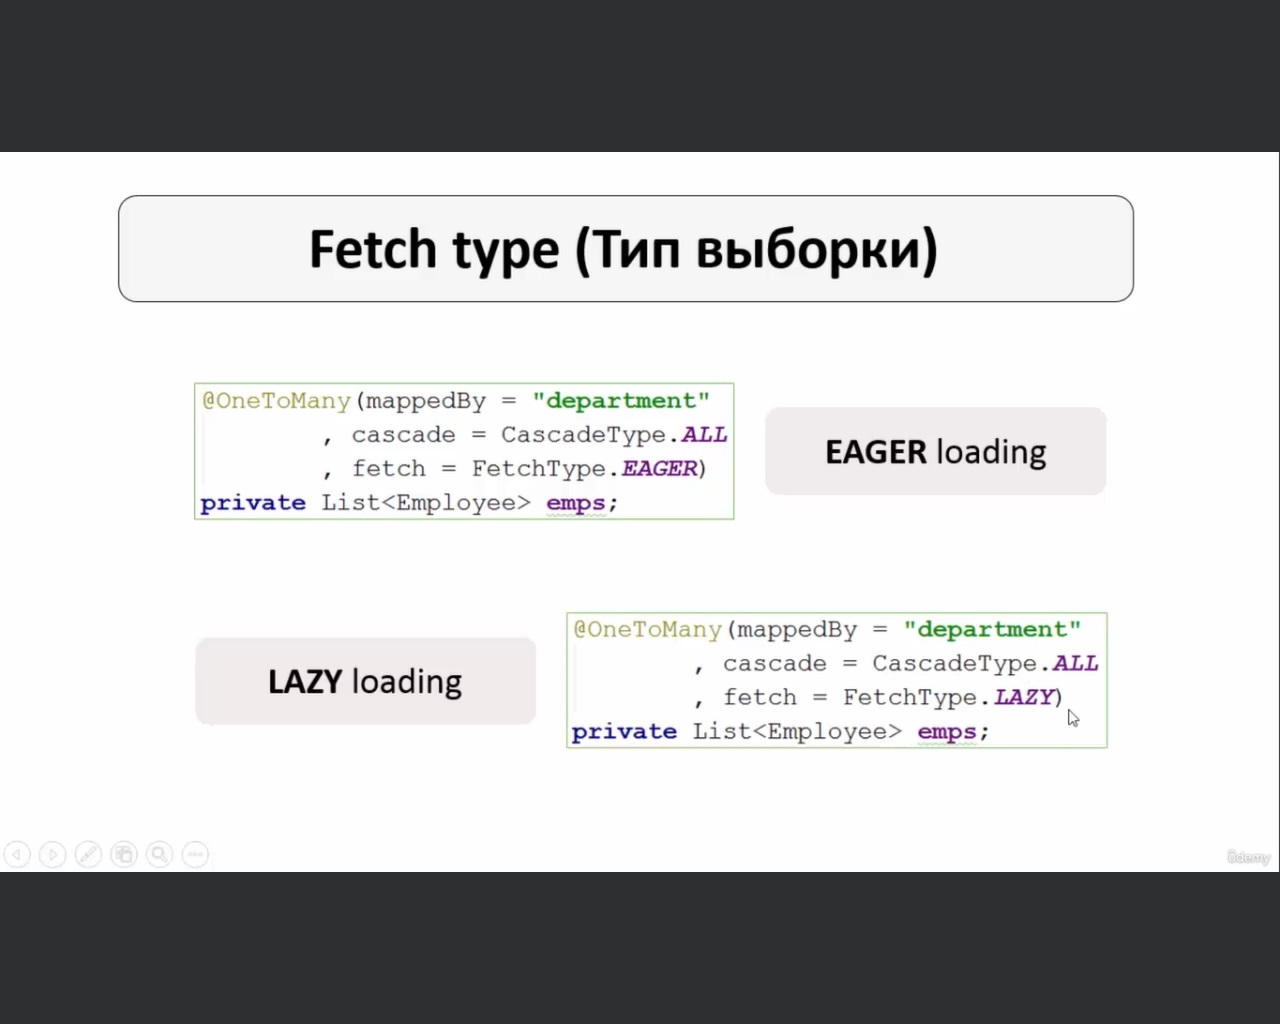 Fetch type (Тип выборки)
@OneToMany(mappedBy = "department"
, cascade = CascadeType.ALL
, fetch = FetchType.EAGER)
private List<Employee> emps;
EAGER loading
LAZY loading
@OneToMany(mappedBy = "department"
, cascade = CascadeType.ALL
, fetch = FetchType.LAZY)
private List<Employee> emps;
ûdemy